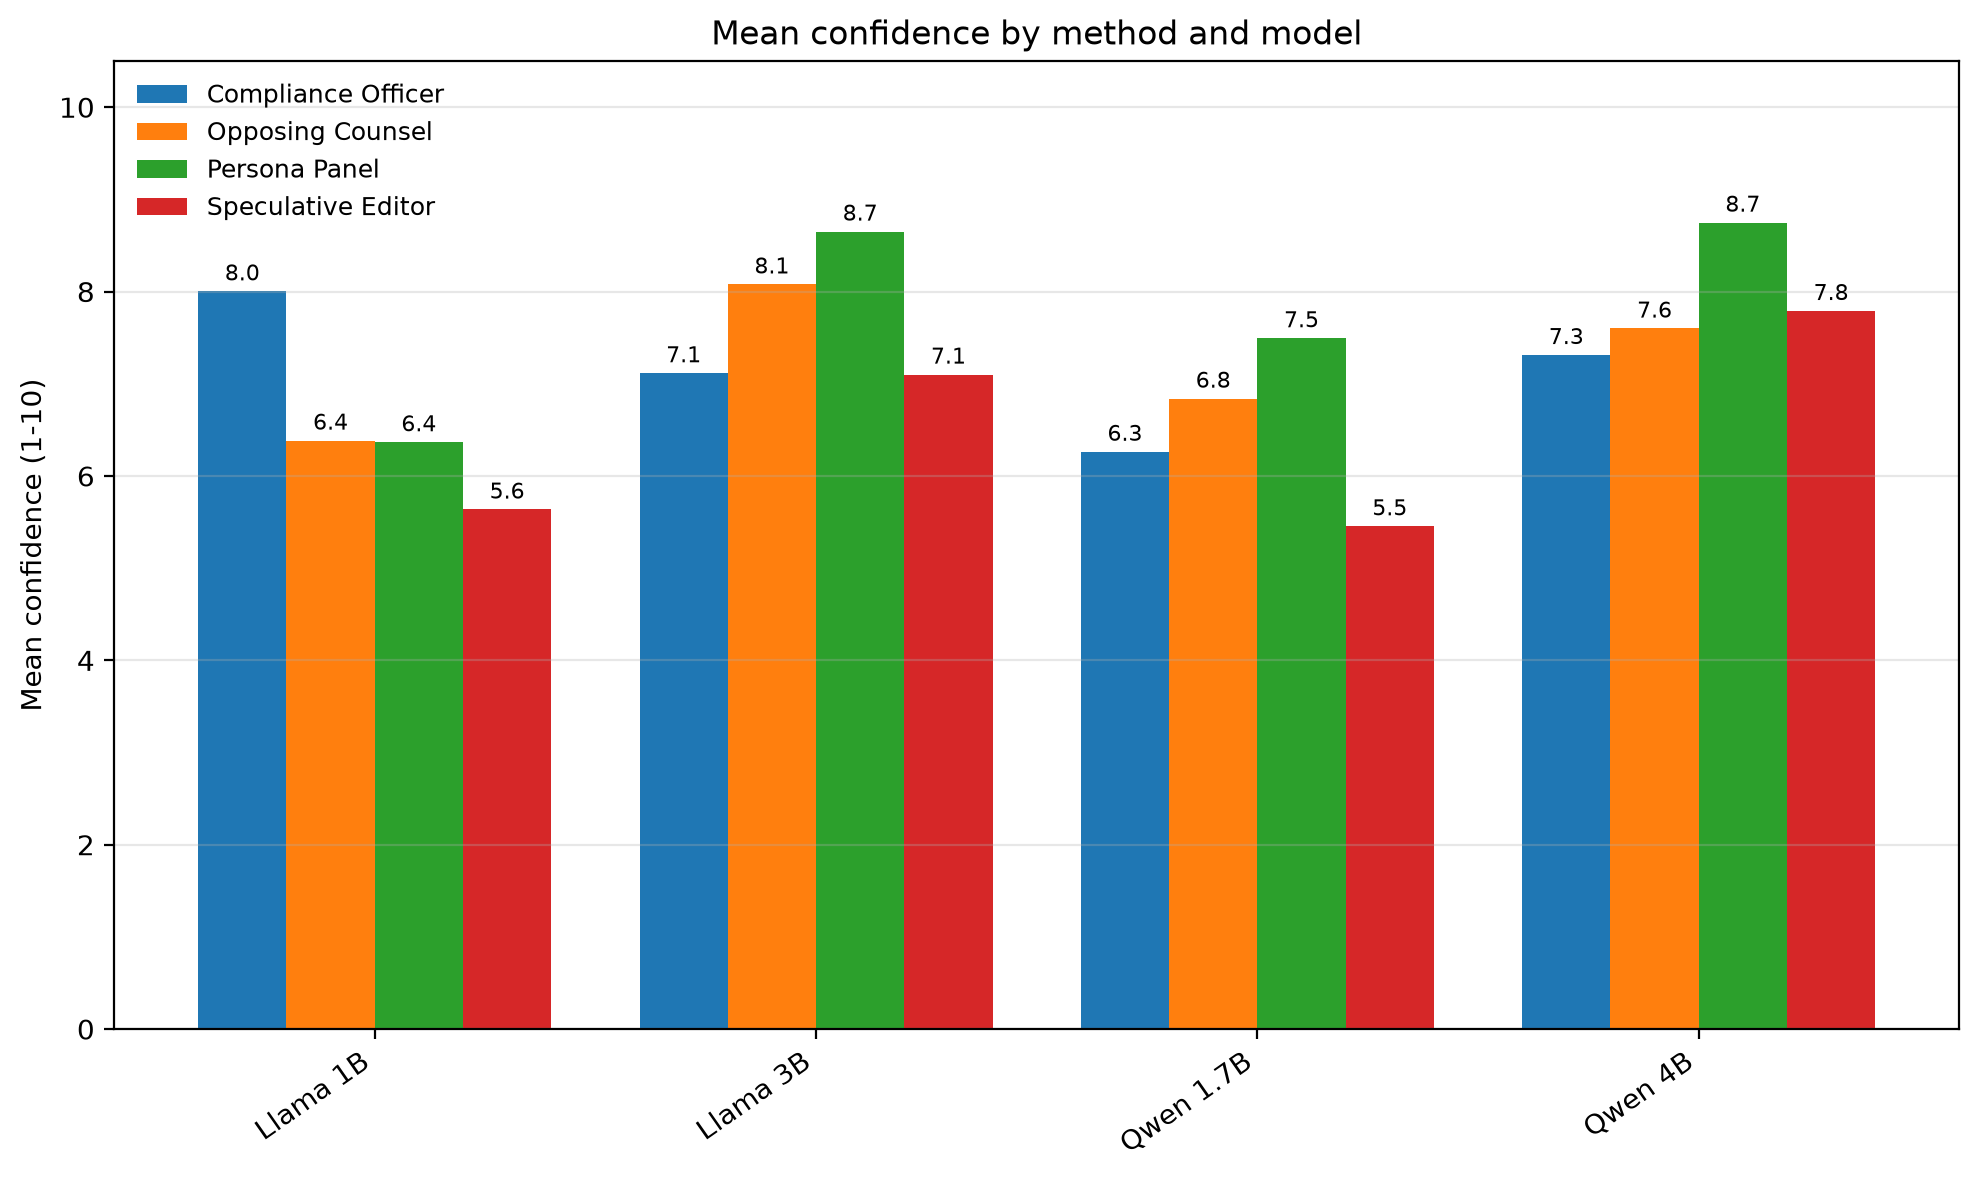 Mean confidence by method and model
Mean confidence (1-10)
10
8
6
4
2
0
Compliance Officer
Opposing Counsel
Persona Panel
Speculative Editor
8.0
6.4
6.4
5.6
7.1
8.1
8.7
7.1
6.3
6.8
7.5
5.5
7.3
7.6
8.7
7.8
Llama 1B
Llama 3B
Qwen 1.7B
Qwen 4B